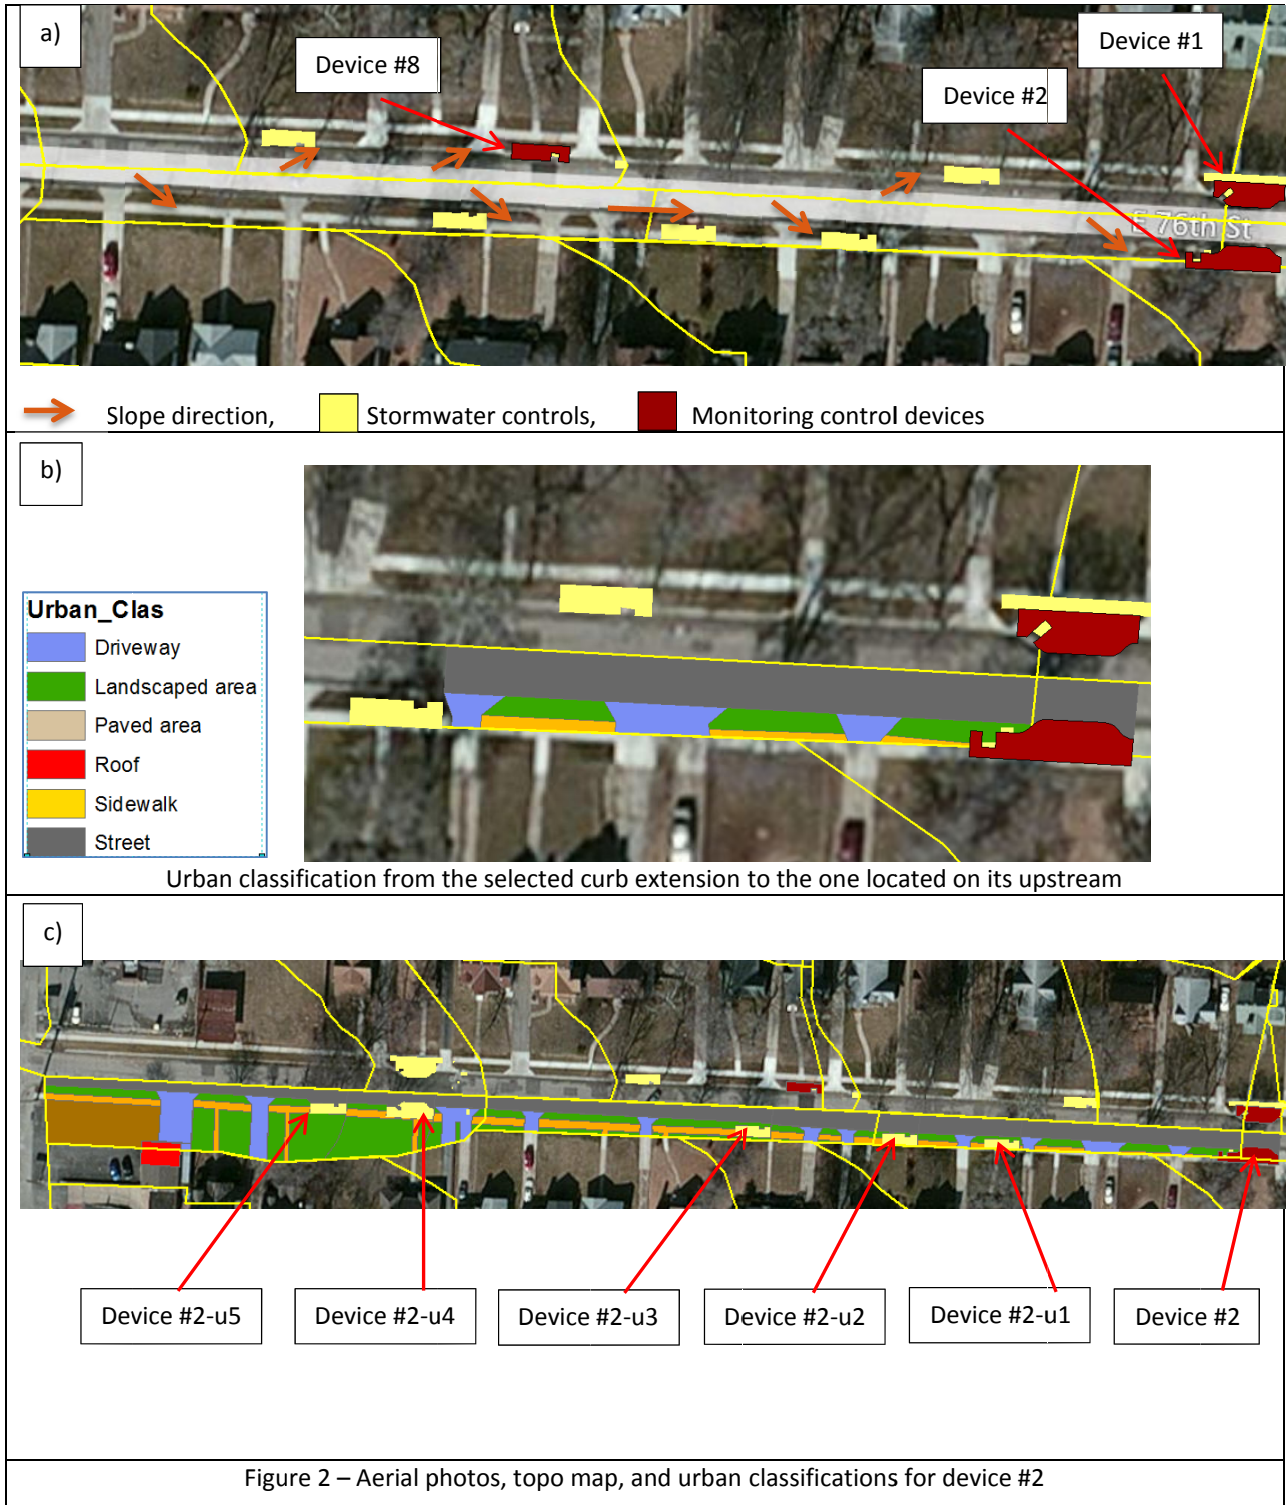 a)
Device #8
Device #1
Device #2
E 76th St
Slope direction, Stormwater controls, Monitoring control devices
b)
Urban_Clas
Driveway
Landscaped area
Paved area
Roof
Sidewalk
Street
Urban classification from the selected curb extension to the one located on its upstream
c)
Device #2-u5 Device #2-u4 Device #2-u3 Device #2-u2 Device #2-u1 Device #2
Figure 2 – Aerial photos, topo map, and urban classifications for device #2